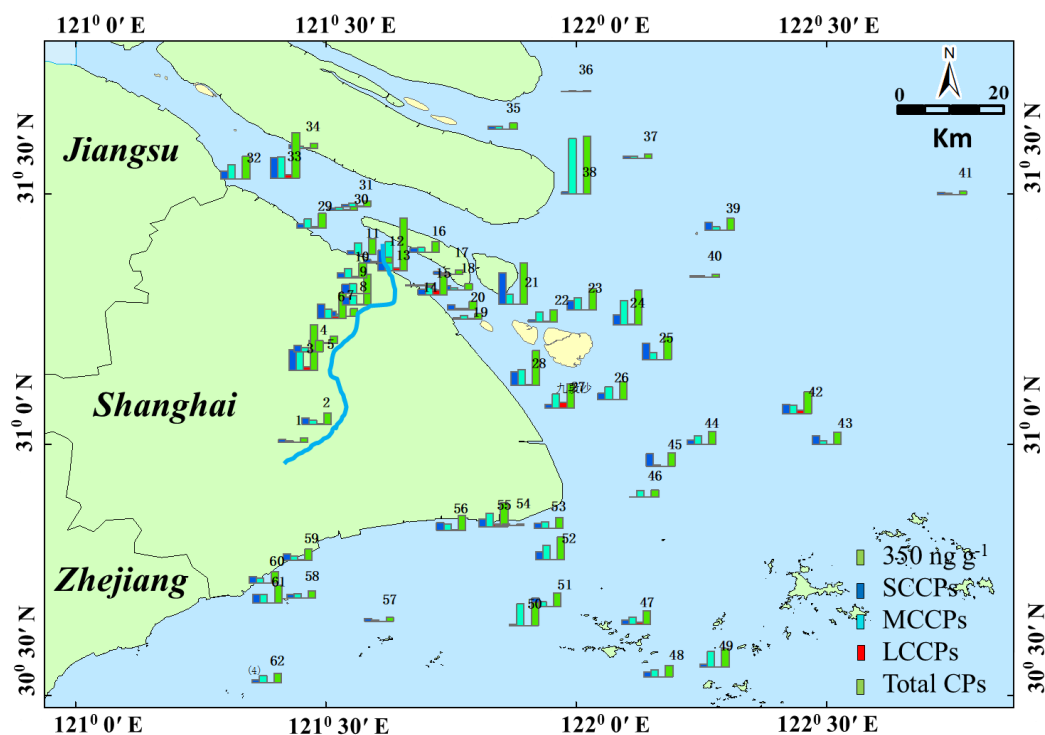 121⁰ 0′ E
121⁰ 30′ E
122⁰ 0′ E
122⁰ 30′ E
N
0 20
Km
36
35
34
37
Jiangsu
32
33
38
41
31⁰ 30′ N
31⁰ 30′ N
31
30
29
39
16
11
12
13
10
17
40
9
18
15
14
8
21
23
67
20
22
24
19
4
5
3
25
28
九段沙
27
26
Shanghai
2
1
42
44
43
31⁰ 0′ N
31⁰ 0′ N
45
46
56
55
54
53
59
52
60
Zhejiang
61
58
51
50
57
47
49
48
(4)
62
350 ng g⁻¹
SCCPs
MCCPs
LCCPs
Total CPs
30⁰ 30′ N
30⁰ 30′ N
121⁰ 0′ E
121⁰ 30′ E
122⁰ 0′ E
122⁰ 30′ E